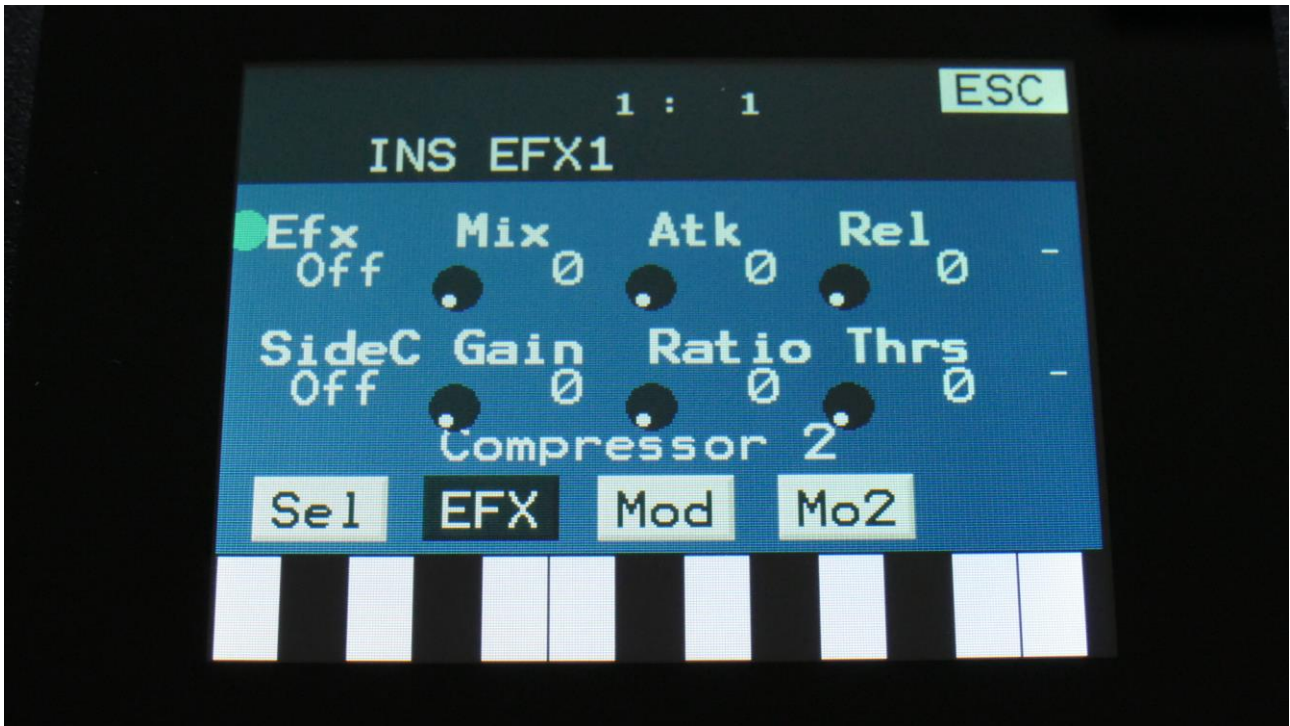 ESC
1 : 1
INS EFX1
Efx Mix Atk Rel
Off 0 0 0 -
SideC Gain Ratio Thrs
Off 0 0 0 -
Compressor 2
Sel EFX Mod Mo2